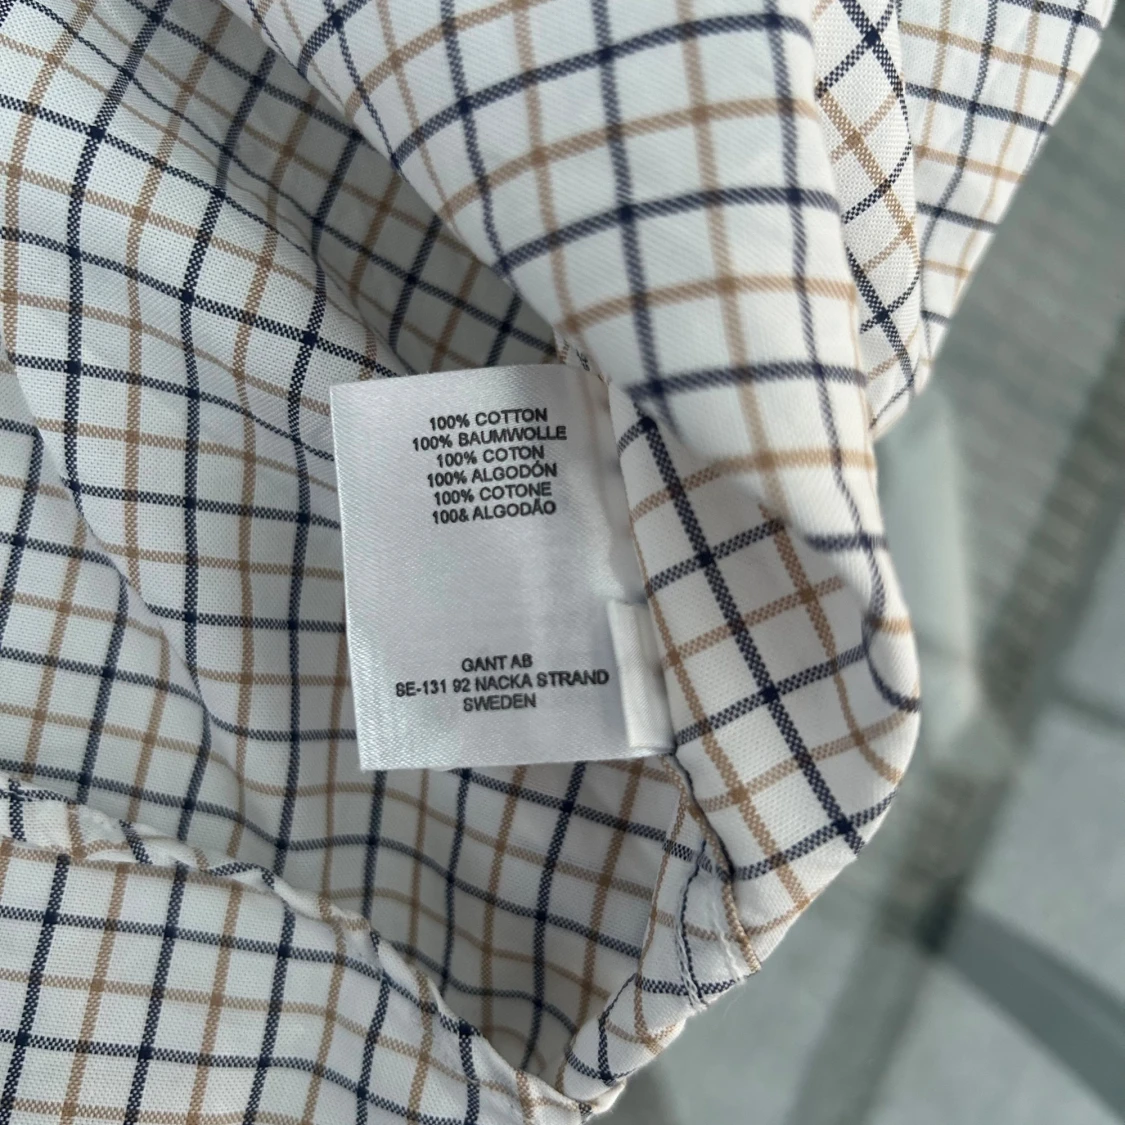 100% COTTON
100% BAUMWOLLE
100% COTON
100% ALGODÓN
100% COTONE
100& ALGODÃO
GANT AB
SE-131 92 NACKA STRAND
SWEDEN